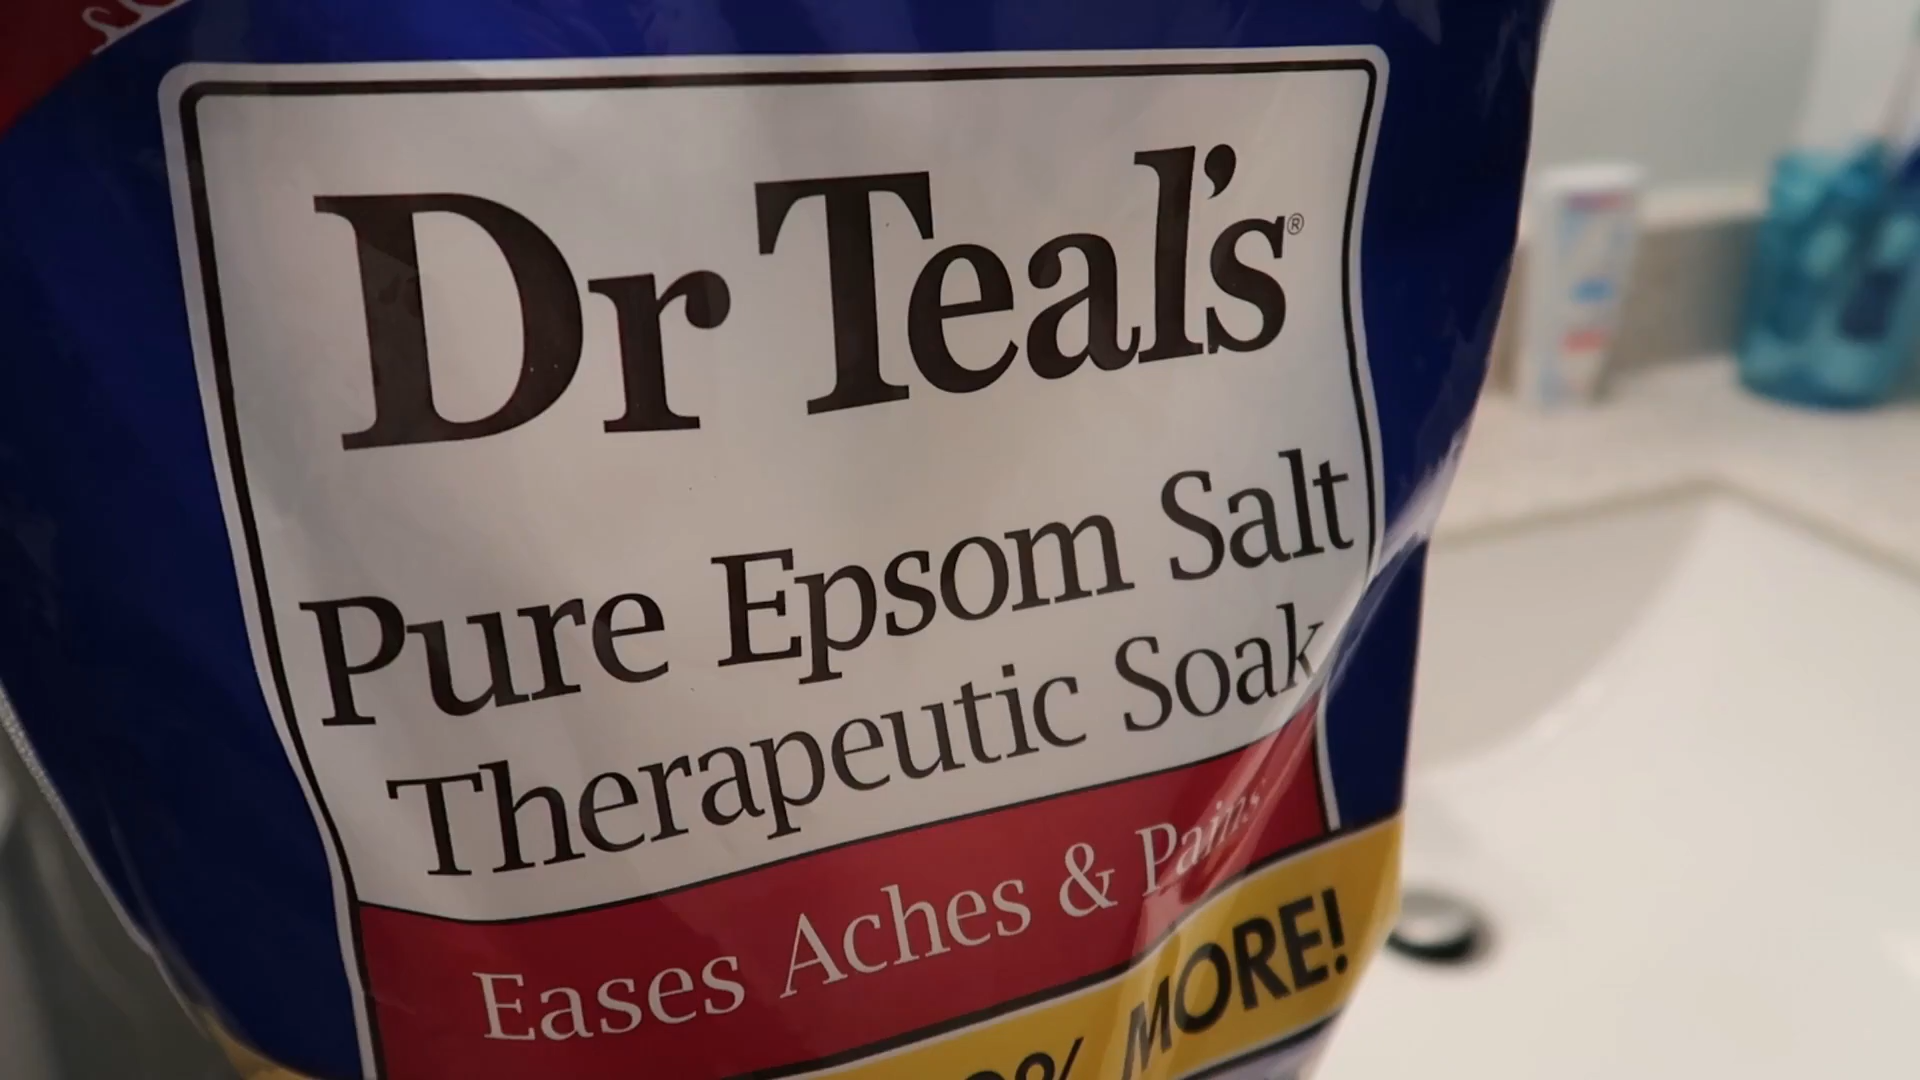 Dr Teal's®
Pure Epsom Salt
Therapeutic Soak
Eases Aches & Pains
MORE!